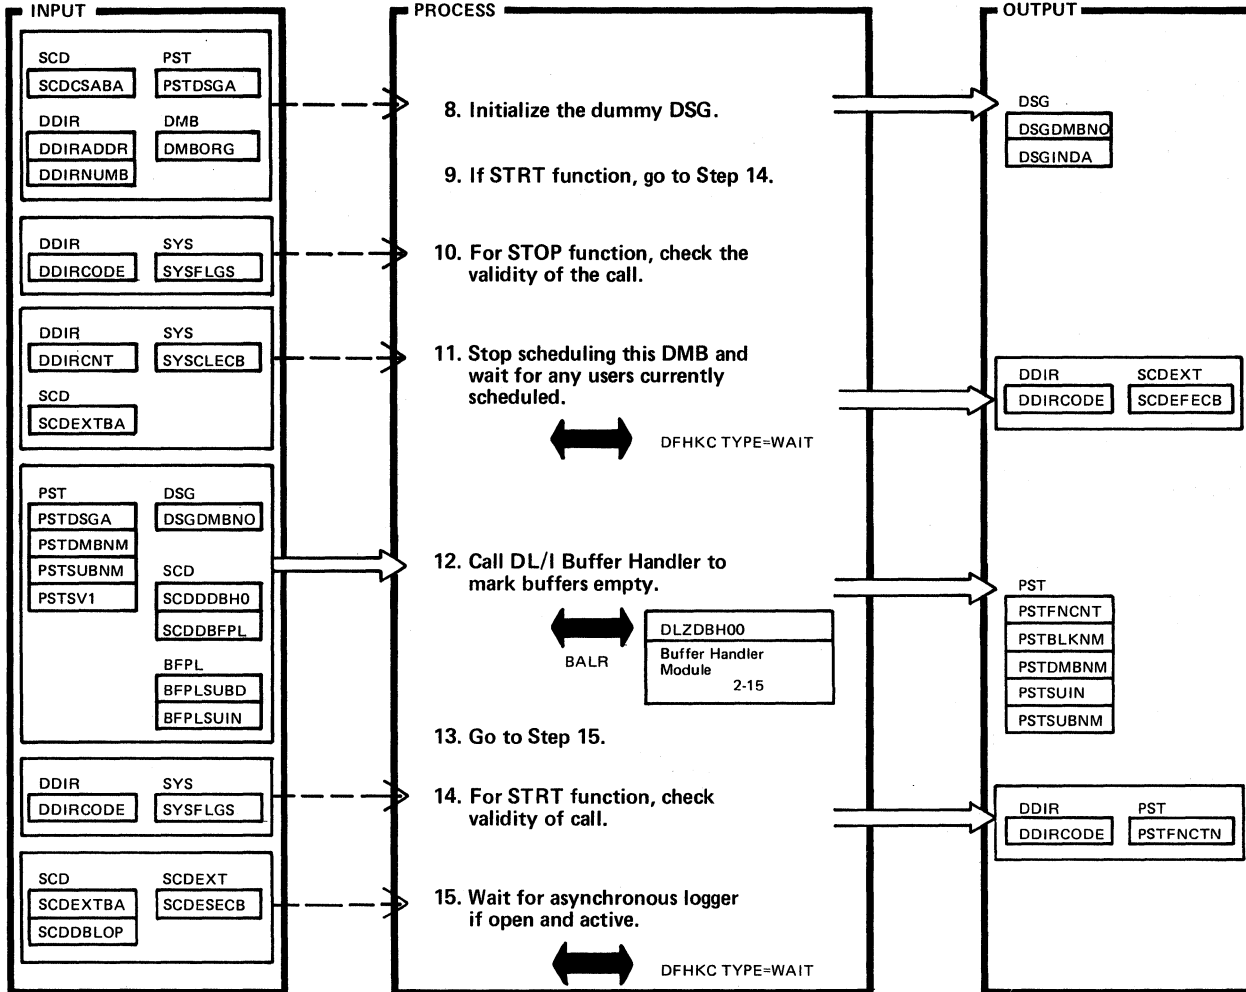 INPUT
PROCESS
OUTPUT
SCD PST
SCDCSABA PSTDSGA
DDIR DMB
DDIRADDR DMBORG
DDIRNUMB
8. Initialize the dummy DSG.
DSG
DSGDMBNO
DSGINDA
9. If STRT function, go to Step 14.
DDIR SYS
DDIRCODE SYSFLGS
10. For STOP function, check the
validity of the call.
DDIR SYS
DDIRCNT SYSCLECB
SCD
SCDEXTBA
11. Stop scheduling this DMB and
wait for any users currently
scheduled.
DFHKC TYPE=WAIT
DDIR SCDEXT
DDIRCODE SCDEFECB
PST DSG
PSTDSGA DSGDMBNO
PSTDMBNM
PSTSUBNM SCD
PSTSV1 SCDDDBH0
SCDDBFPL
BFPL
BFPLSUBD
BFPLSUIN
12. Call DL/I Buffer Handler to
mark buffers empty.
BALR
DLZDBH00
Buffer Handler
Module
2-15
PST
PSTFNCNT
PSTBLKNM
PSTDMBNM
PSTSUIN
PSTSUBNM
13. Go to Step 15.
DDIR SYS
DDIRCODE SYSFLGS
14. For STRT function, check
validity of call.
DDIR PST
DDIRCODE PSTFNCTN
SCD SCDEXT
SCDEXTBA SCDESECB
SCDDBLOP
15. Wait for asynchronous logger
if open and active.
DFHKC TYPE=WAIT